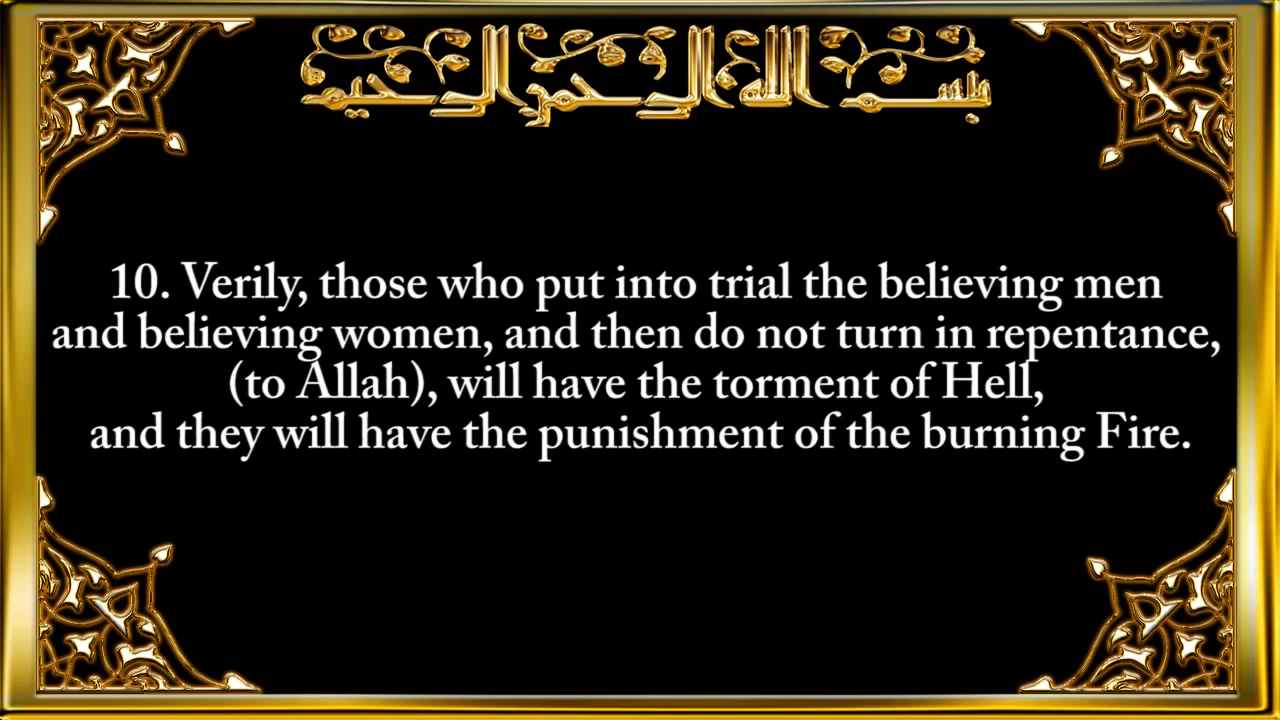 بسم الله الرحمن الرحيم
10. Verily, those who put into trial the believing men
and believing women, and then do not turn in repentance,
(to Allah), will have the torment of Hell,
and they will have the punishment of the burning Fire.